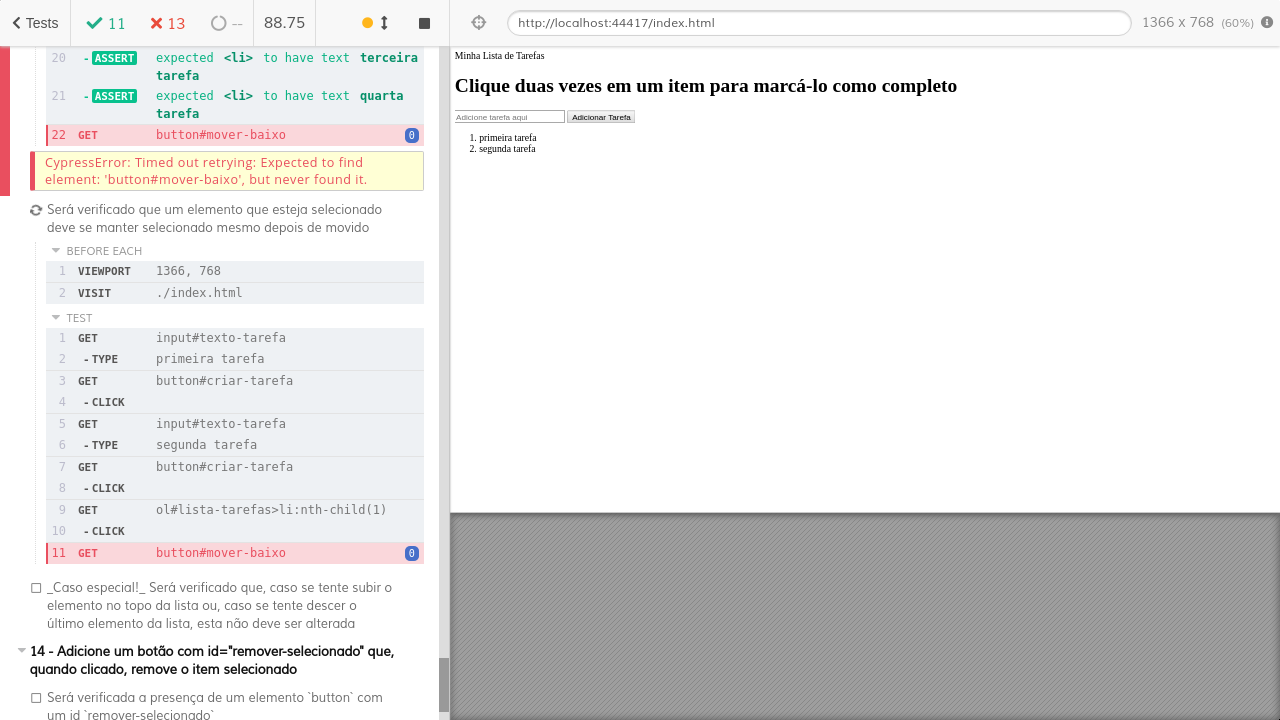 Tests 11 13 -- 88.75 http://localhost:44417/index.html 1366 x 768 (60%)
20 - ASSERT expected <li> to have text terceira
tarefa
21 - ASSERT expected <li> to have text quarta
tarefa
22 GET button#mover-baixo 0
CypressError: Timed out retrying: Expected to find
element: 'button#mover-baixo', but never found it.
Será verificado que um elemento que esteja selecionado
deve se manter selecionado mesmo depois de movido
BEFORE EACH
1 VIEWPORT 1366, 768
2 VISIT ./index.html
TEST
1 GET input#texto-tarefa
2 - TYPE primeira tarefa
3 GET button#criar-tarefa
4 - CLICK
5 GET input#texto-tarefa
6 - TYPE segunda tarefa
7 GET button#criar-tarefa
8 - CLICK
9 GET ol#lista-tarefas>li:nth-child(1)
10 - CLICK
11 GET button#mover-baixo 0
_Caso especial!_ Será verificado que, caso se tente subir o
elemento no topo da lista ou, caso se tente descer o
último elemento da lista, esta não deve ser alterada
14 - Adicione um botão com id="remover-selecionado" que,
quando clicado, remove o item selecionado
Será verificada a presença de um elemento `button` com
um id `remover-selecionado`
Minha Lista de Tarefas
Clique duas vezes em um item para marcá-lo como completo
Adicione tarefa aqui Adicionar Tarefa
1. primeira tarefa
2. segunda tarefa